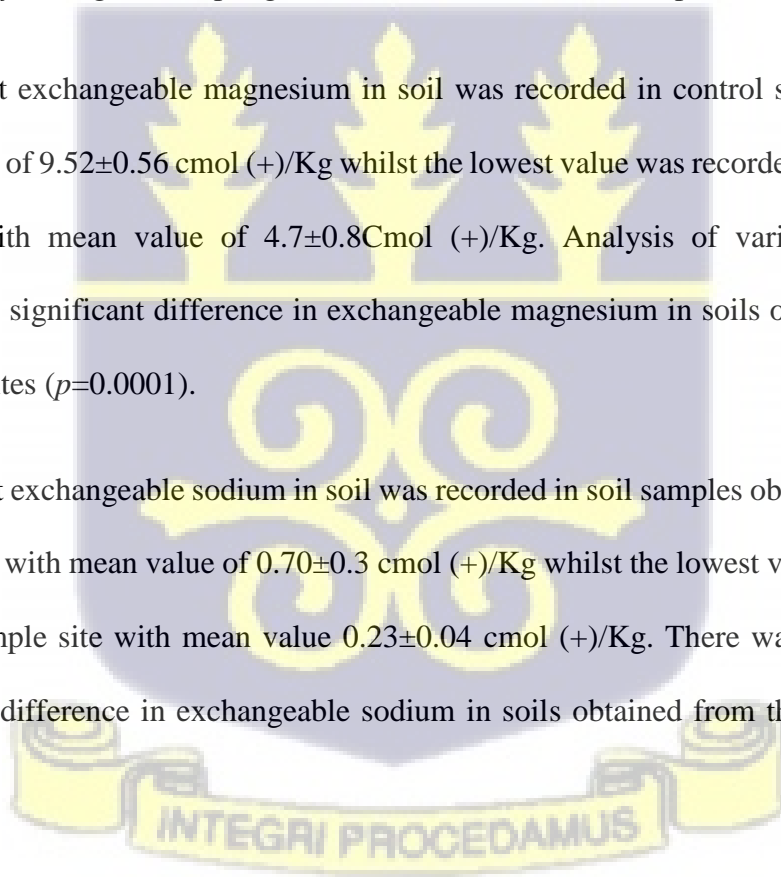 t exchangeable magnesium in soil was recorded in control s
of 9.52±0.56 cmol (+)/Kg whilst the lowest value was recorde
ith mean value of 4.7±0.8Cmol (+)/Kg. Analysis of vari
significant difference in exchangeable magnesium in soils o
tes (p=0.0001).
t exchangeable sodium in soil was recorded in soil samples ob
with mean value of 0.70±0.3 cmol (+)/Kg whilst the lowest v
mple site with mean value 0.23±0.04 cmol (+)/Kg. There wa
difference in exchangeable sodium in soils obtained from th
INTEGRI PROCEDAMUS